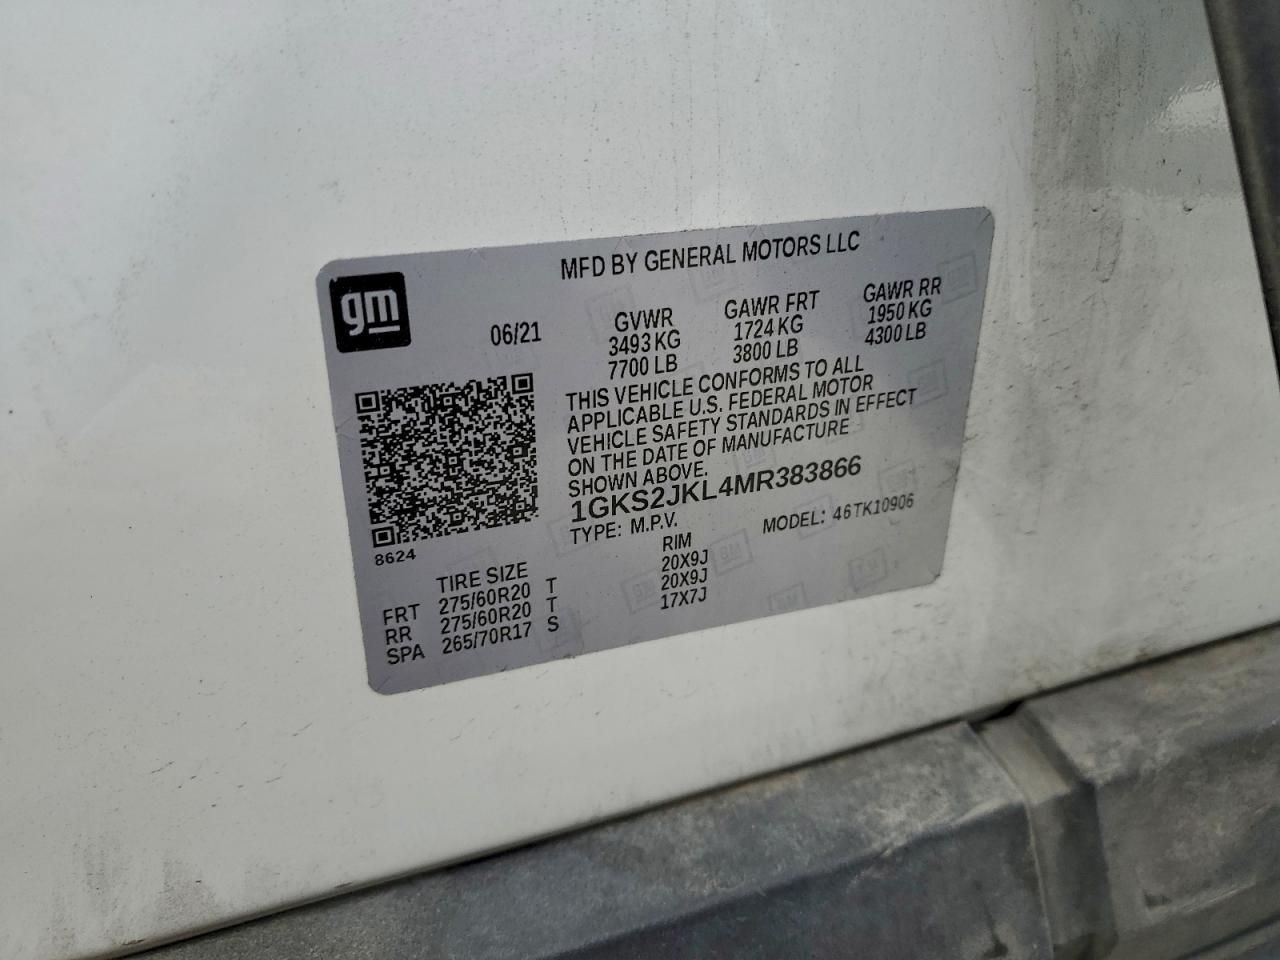 MFD BY GENERAL MOTORS LLC
gm
06/21
GVWR
3493 KG
7700 LB
GAWR FRT
1724 KG
3800 LB
GAWR RR
1950 KG
4300 LB
THIS VEHICLE CONFORMS TO ALL
APPLICABLE U.S. FEDERAL MOTOR
VEHICLE SAFETY STANDARDS IN EFFECT
ON THE DATE OF MANUFACTURE
SHOWN ABOVE.
1GKS2JKL4MR383866
TYPE: M.P.V.
MODEL: 46TK10906
8624
TIRE SIZE RIM
FRT 275/60R20 T 20X9J
RR 275/60R20 T 20X9J
SPA 265/70R17 S 17X7J